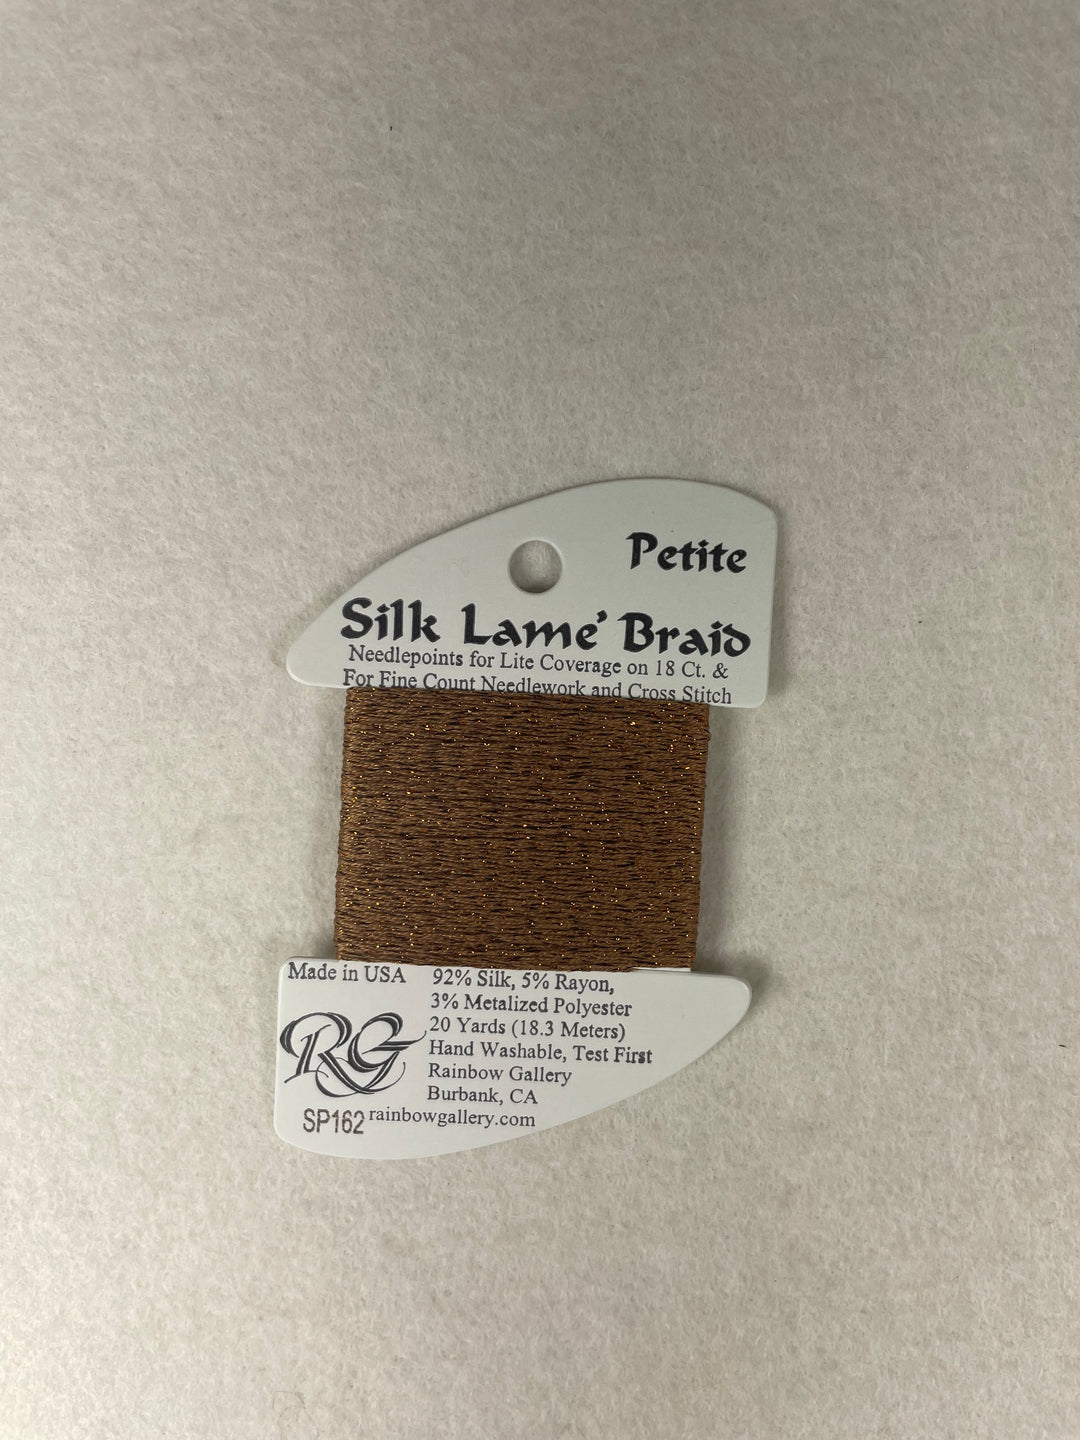 Petite
Silk Lame' Braid
Needlepoints for Lite Coverage on 18 Ct. &
For Fine Count Needlework and Cross Stitch
Made in USA
92% Silk, 5% Rayon,
3% Metalized Polyester
20 Yards (18.3 Meters)
Hand Washable, Test First
Rainbow Gallery
Burbank, CA
rainbowgallery.com
RG
SP162